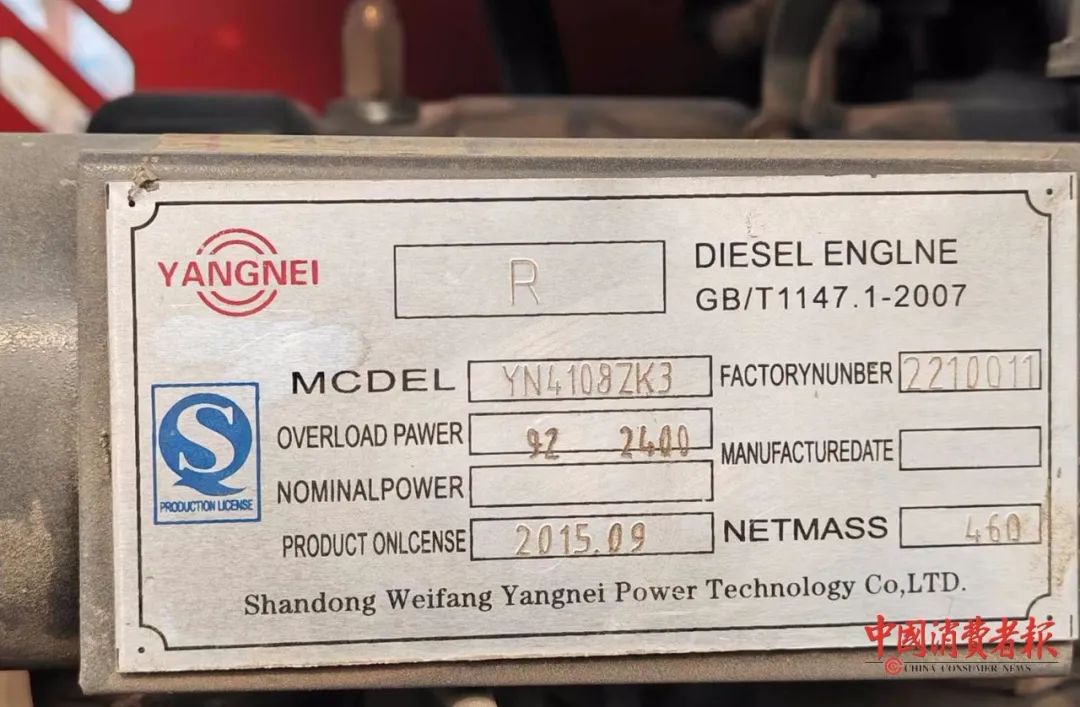 YANGNEI
R
DIESEL ENGLNE
GB/T1147.1-2007
MCDEL YN4108ZK3 FACTORYNUNBER 2210011
OVERLOAD PAWER 92 2400 MANUFACTUREDATE
NOMINALPOWER
PRODUCT ONLCENSE 2015.09 NETMASS 460
S
PRODUCTION LICENSE
Shandong Weifang Yangnei Power Technology Co,LTD.
中國消费者报
©CHINA CONSUMER NEWS